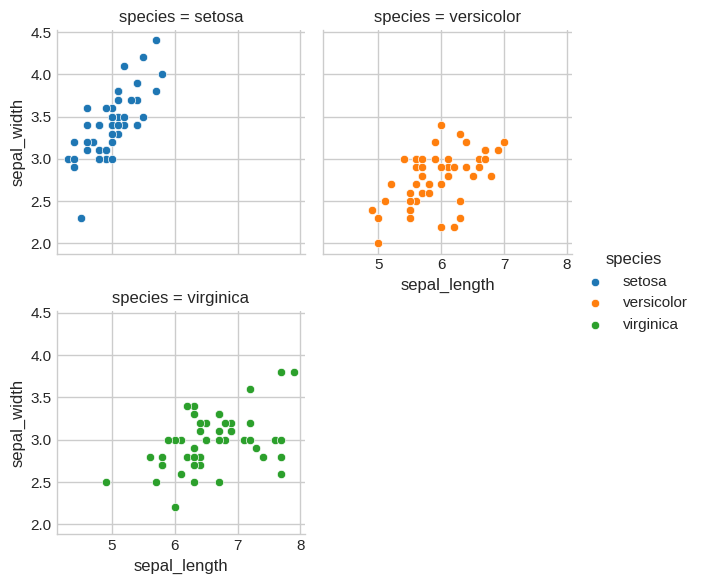 species = setosa
species = versicolor
4.5
4.0
3.5
3.0
2.5
2.0
sepal_width
5 6 7 8
sepal_length
species
setosa
versicolor
virginica
species = virginica
4.5
4.0
3.5
3.0
2.5
2.0
sepal_width
5 6 7 8
sepal_length